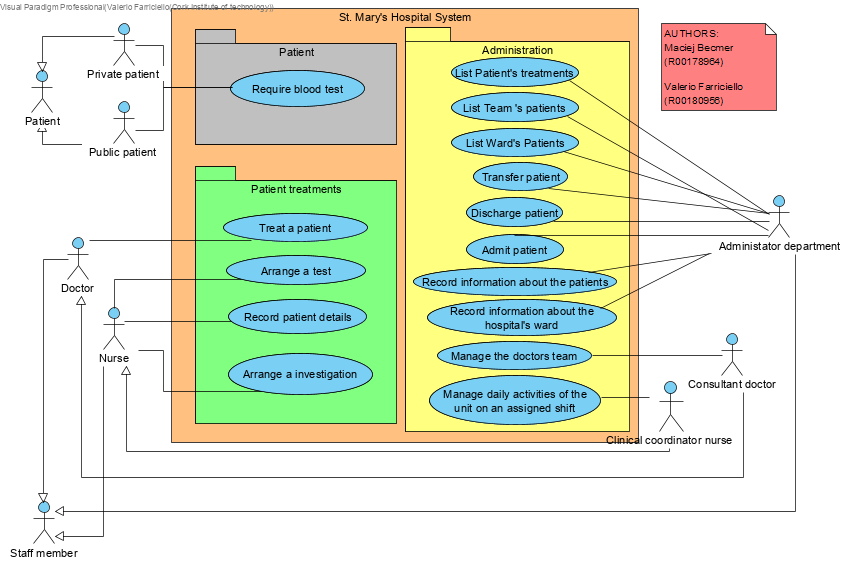 Visual Paradigm Professional(Valerio Farriciello(Cork Institute of technology))
St. Mary's Hospital System
AUTHORS:
Maciej Becmer
(R00178964)
Valerio Farriciello
(R00180956)
Patient
Require blood test
Private patient
Patient
Public patient
Administration
List Patient's treatments
List Team 's patients
List Ward's Patients
Transfer patient
Discharge patient
Admit patient
Record information about the patients
Record information about the
hospital's ward
Manage the doctors team
Manage daily activities of the
unit on an assigned shift
Patient treatments
Treat a patient
Arrange a test
Record patient details
Arrange a investigation
Administator department
Doctor
Nurse
Consultant doctor
Clinical coordinator nurse
Staff member